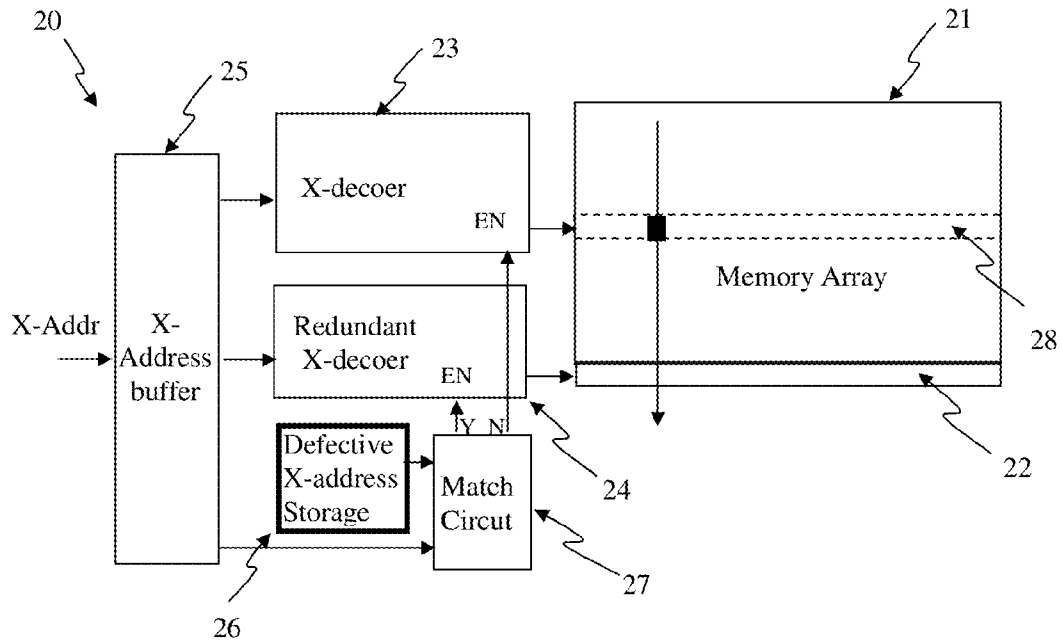 20
25
23
21
X-decoer
EN
Memory Array
28
X-Addr
X-
Address
buffer
Redundant
X-decoer
EN
22
Y N
24
Defective
X-address
Storage
Match
Circut
27
26